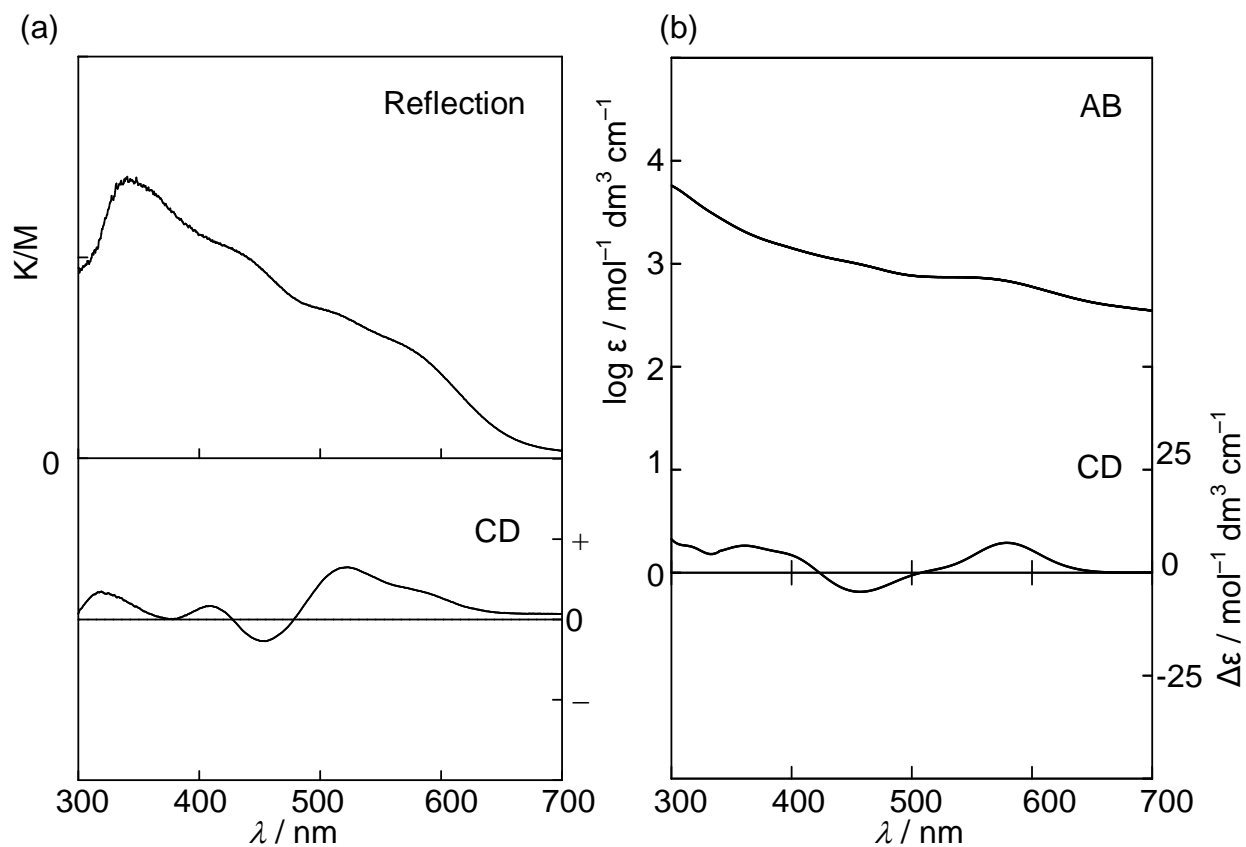 (a)
Reflection
K/M
0
CD
+
0
−
300 400 500 600 700
λ / nm
(b)
AB
log ε / mol⁻¹ dm³ cm⁻¹
4
3
2
1
0
CD
25
0
-25
Δε / mol⁻¹ dm³ cm⁻¹
300 400 500 600 700
λ / nm